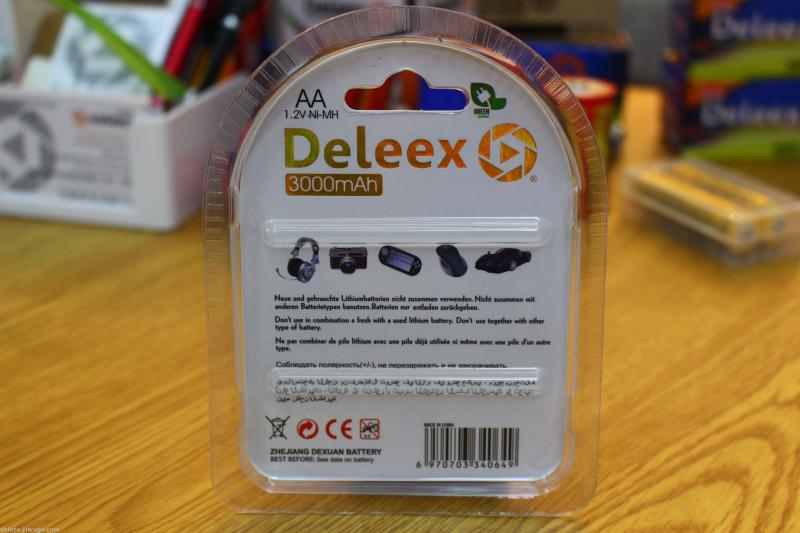 AA
1.2V Ni-MH
GREEN
Deleex
®
3000mAh
Neue und gebrauchte Lithiumbatterien nicht zusammen verwenden. Nicht zusammen mit
anderen Batterietypen benutzen.Batterien nur entladen zurückgeben.
Don't use in combination a fresh with a used lithium battery. Don't use together with other
type of battery.
Ne pas combiner de pile lithium avec une pile déjà utilisée ni même avec une pile d'un autre
type.
Соблюдать полярность(+/-), не перезаряжать и не закорачивать.
CE
ZHEJIANG DEXUAN BATTERY
BEST BEFORE: See date on battery
MADE IN CHINA
6 970703 340649
deleex.yiwugo.com